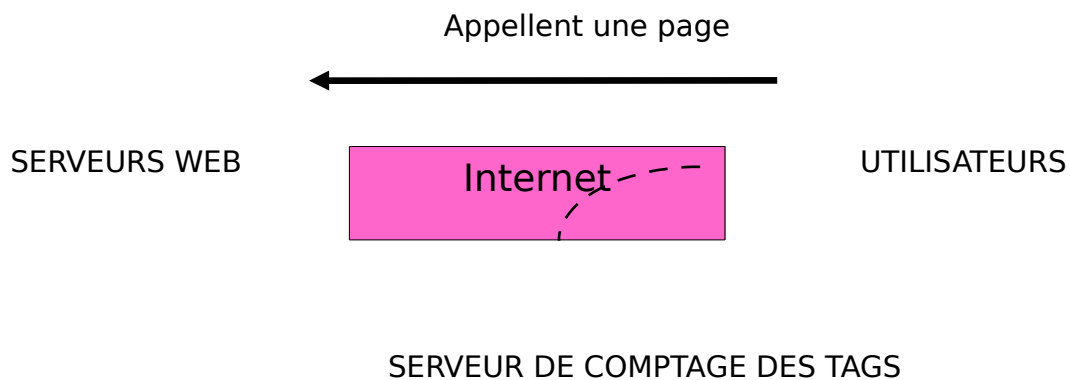 Appellent une page
SERVEURS WEB
Internet
UTILISATEURS
SERVEUR DE COMPTAGE DES TAGS